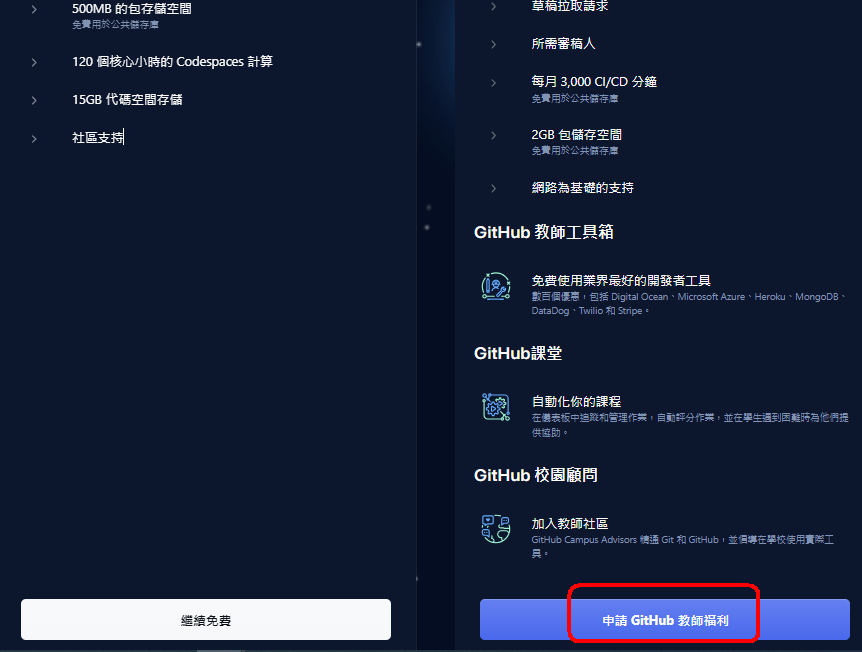 500MB 的包存儲空間
免費用於公共儲存庫
120 個核心小時的 Codespaces 計算
15GB 代碼空間存儲
社區支持
繼續免費
草稿拉取請求
所需審稿人
每月 3,000 CI/CD 分鐘
免費用於公共儲存庫
2GB 包儲存空間
免費用於公共儲存庫
網路為基礎的支持
GitHub 教師工具箱
免費使用業界最好的開發者工具
數百個優惠，包括 Digital Ocean、Microsoft Azure、Heroku、MongoDB、
DataDog、Twilio 和 Stripe。
GitHub課堂
自動化你的課程
在儀表板中追蹤和管理作業，自動評分作業，並在學生遇到困難時為他們提
供協助。
GitHub 校園顧問
加入教師社區
GitHub Campus Advisors 精通 Git 和 GitHub，並倡導在學校使用實際工
具。
申請 GitHub 教師福利